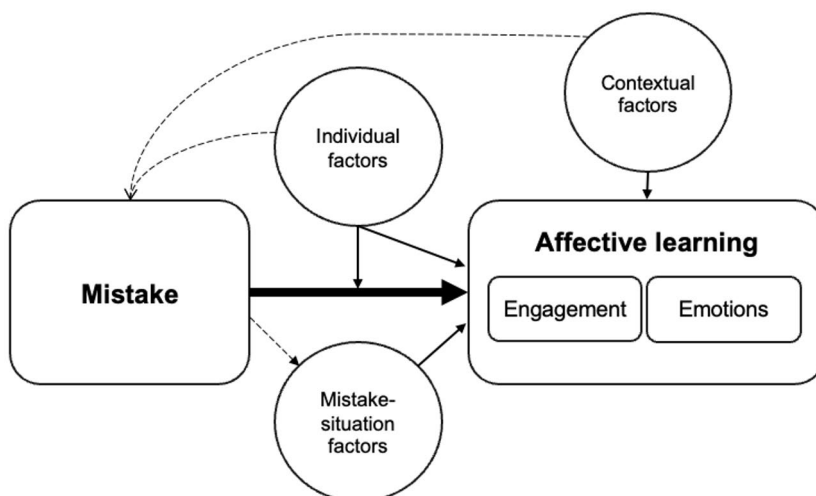 Contextual
factors
Individual
factors
Mistake
Affective learning
Engagement
Emotions
Mistake-
situation
factors